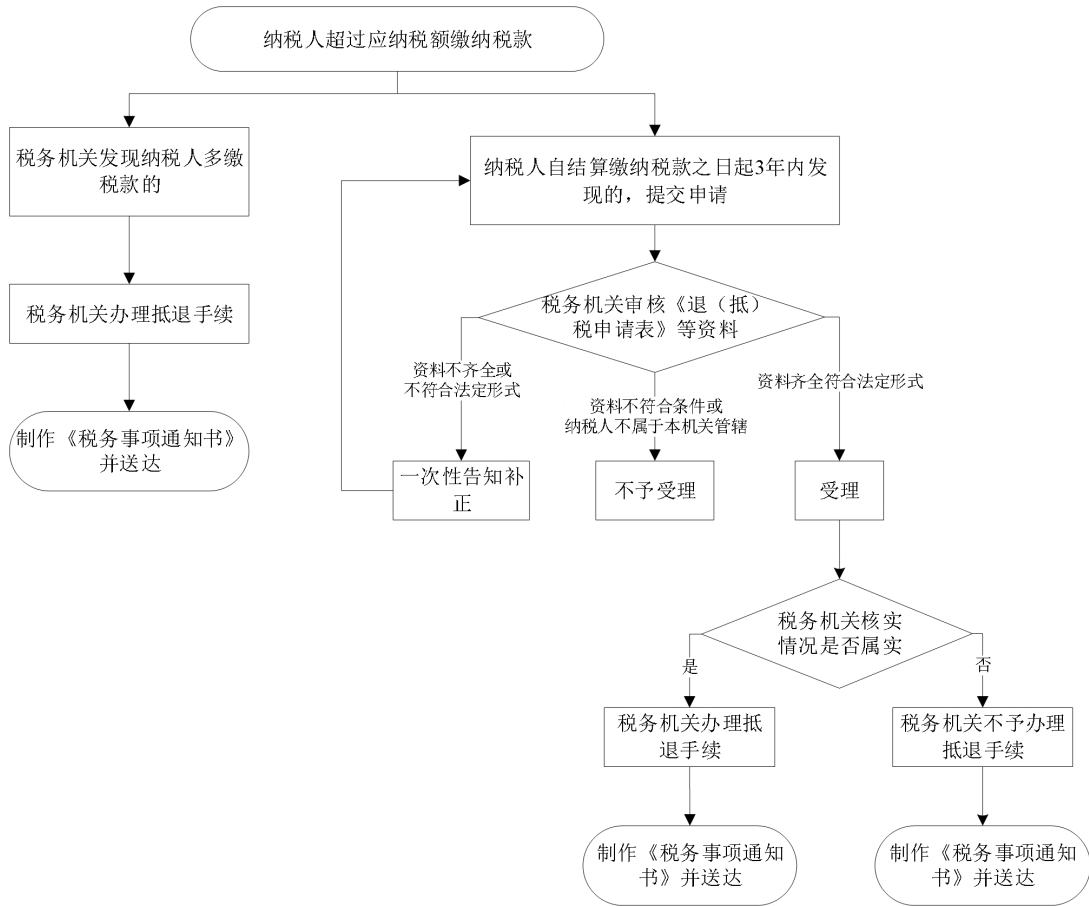 纳税人超过应纳税额缴纳税款
税务机关发现纳税人多缴
税款的
纳税人自结算缴纳税款之日起3年内发
现的，提交申请
税务机关办理抵退手续
税务机关审核《退（抵）
税申请表》等资料
资料不齐全或
不符合法定形式
资料不符合条件或
纳税人不属于本机关管辖
资料齐全符合法定形式
制作《税务事项通知书》
并送达
一次性告知补
正
不予受理
受理
税务机关核实
情况是否属实
是
否
税务机关办理抵
退手续
税务机关不予办理
抵退手续
制作《税务事项通知
书》并送达
制作《税务事项通知
书》并送达